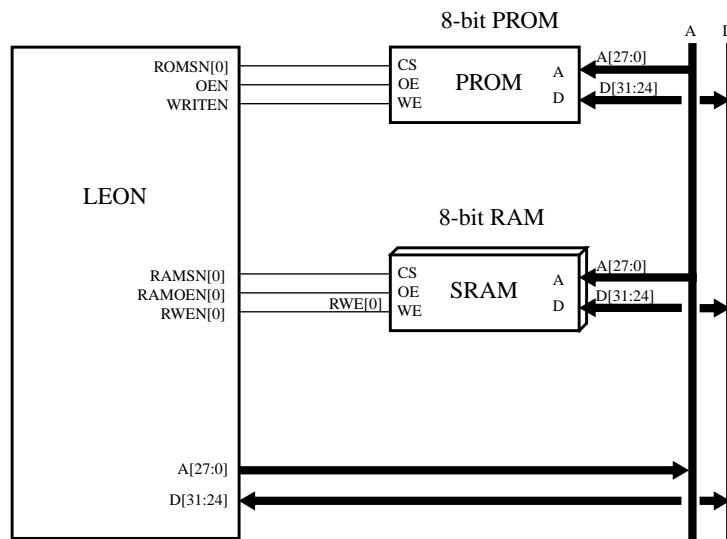 8-bit PROM
A
ROMSN[0]
OEN
WRITEN
CS
OE
WE
PROM
A
D
A[27:0]
D[31:24]
LEON
8-bit RAM
RAMSN[0]
RAMOEN[0]
RWEN[0]
RWE[0]
CS
OE
WE
SRAM
A
D
A[27:0]
D[31:24]
A[27:0]
D[31:24]